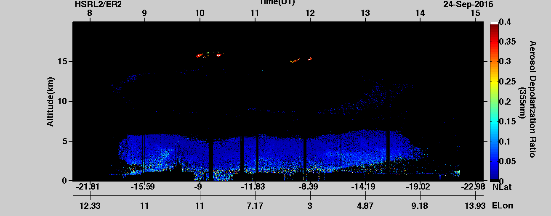 HSRL2/ER2 Time(UT) 24-Sep-2016
8 9 10 11 12 13 14 15
0.4
0.35
0.3
0.25
0.2
0.15
0.1
0.05
0
Aerosol Depolarization Ratio
(355nm)
Altitude(km)
15
10
5
0
-21.81 -15.59 -9 -11.83 -8.39 -14.19 -19.02 -22.98 NLat
12.33 11 11 7.17 3 4.87 9.18 13.93 ELon